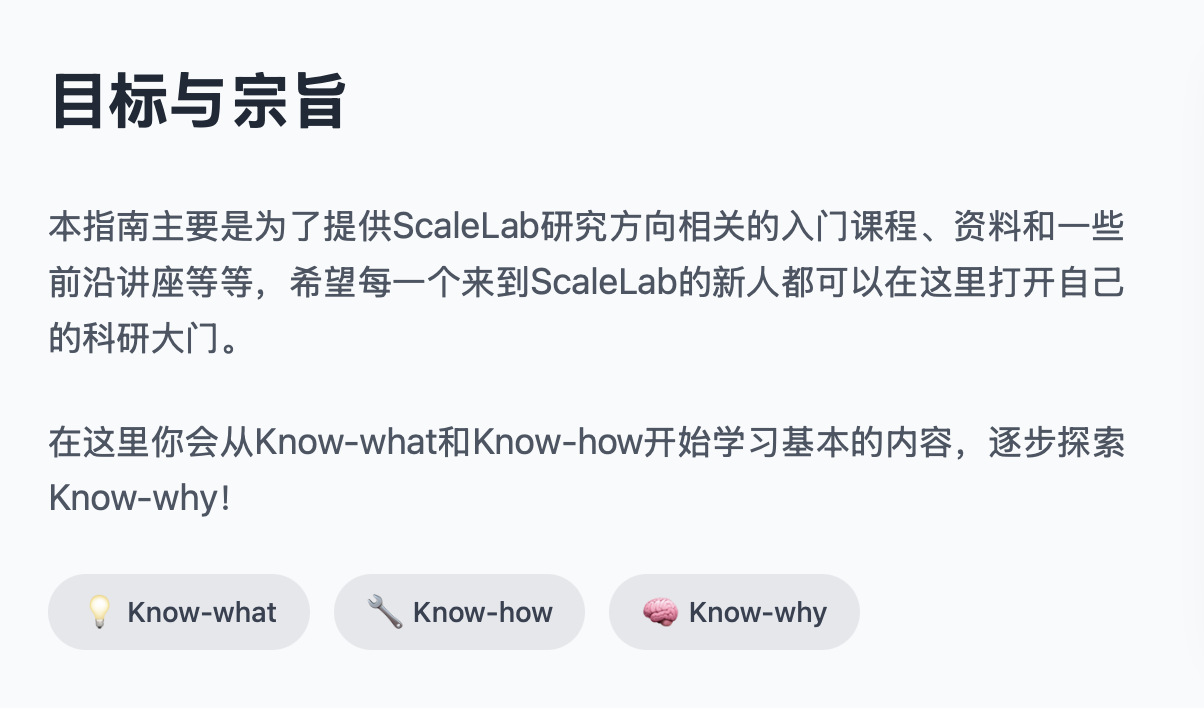 目标与宗旨
本指南主要是为了提供ScaleLab研究方向相关的入门课程、资料和一些
前沿讲座等等，希望每一个来到ScaleLab的新人都可以在这里打开自己
的科研大门。
在这里你会从Know-what和Know-how开始学习基本的内容，逐步探索
Know-why！
💡 Know-what
🔧 Know-how
🧠 Know-why